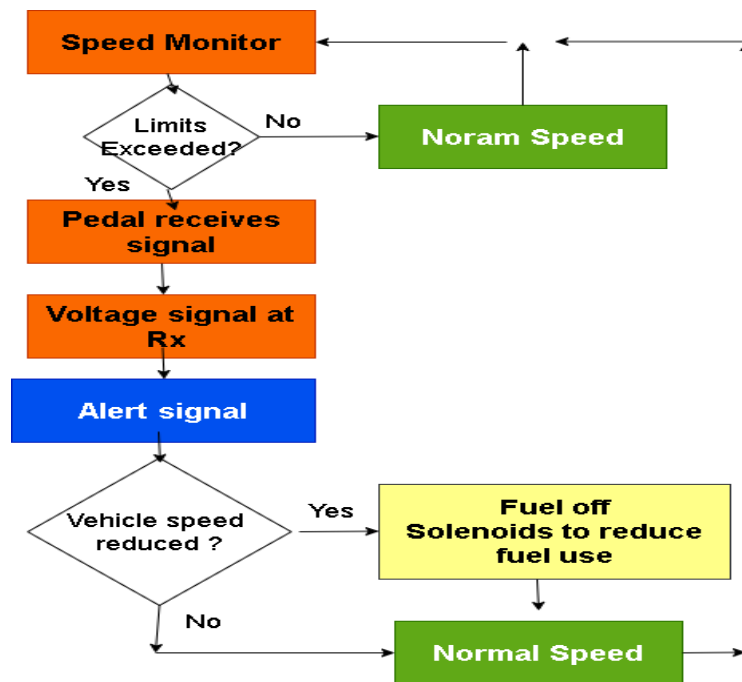 Speed Monitor
Limits
Exceeded?
No
Noram Speed
Yes
Pedal receives
signal
Voltage signal at
Rx
Alert signal
Vehicle speed
reduced ?
Yes
Fuel off
Solenoids to reduce
fuel use
No
Normal Speed